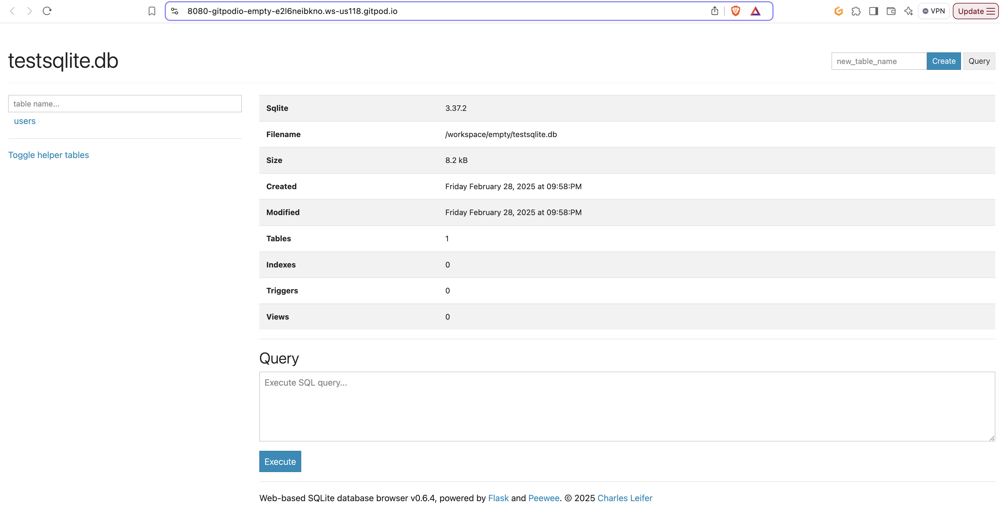 8080-gitpodio-empty-e2l6neibkno.ws-us118.gitpod.io
VPN
Update
testsqlite.db
new_table_name
Create
Query
table name...
users
Toggle helper tables
Sqlite 3.37.2
Filename /workspace/empty/testsqlite.db
Size 8.2 kB
Created Friday February 28, 2025 at 09:58:PM
Modified Friday February 28, 2025 at 09:58:PM
Tables 1
Indexes 0
Triggers 0
Views 0
Query
Execute SQL query...
Execute
Web-based SQLite database browser v0.6.4, powered by Flask and Peewee. © 2025 Charles Leifer